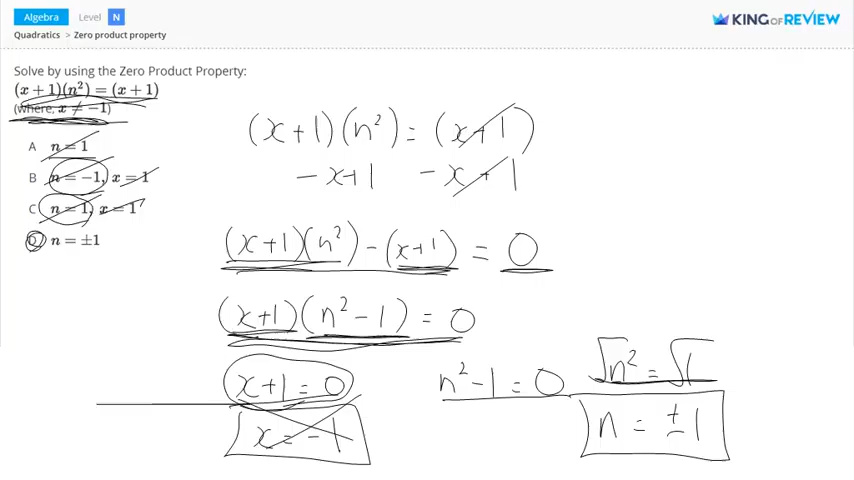 Algebra Level N
KING OF REVIEW
Quadratics > Zero product property
Solve by using the Zero Product Property:
(x + 1)(n²) = (x + 1)
(where, x ≠ −1)
A n = 1
B n = −1, x = 1
C n = 1, x = 1
D n = ±1
(x+1)(n²) = (x+1)
−x+1 −x+1
(x+1)(n²) − (x+1) = 0
(x+1)(n²−1) = 0
x+1 = 0 n²−1 = 0 √n² = √1
x = −1 n = ±1